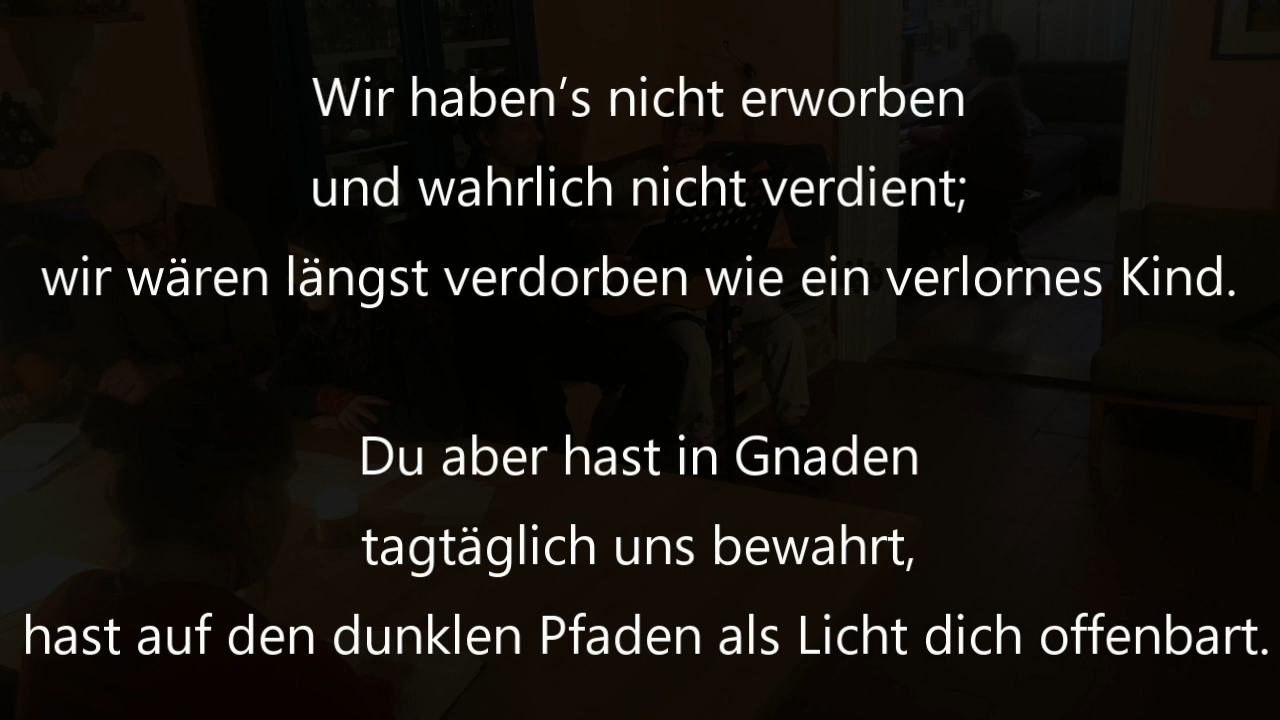 Wir haben’s nicht erworben
und wahrlich nicht verdient;
wir wären längst verdorben wie ein verlornes Kind.
Du aber hast in Gnaden
tagtäglich uns bewahrt,
hast auf den dunklen Pfaden als Licht dich offenbart.